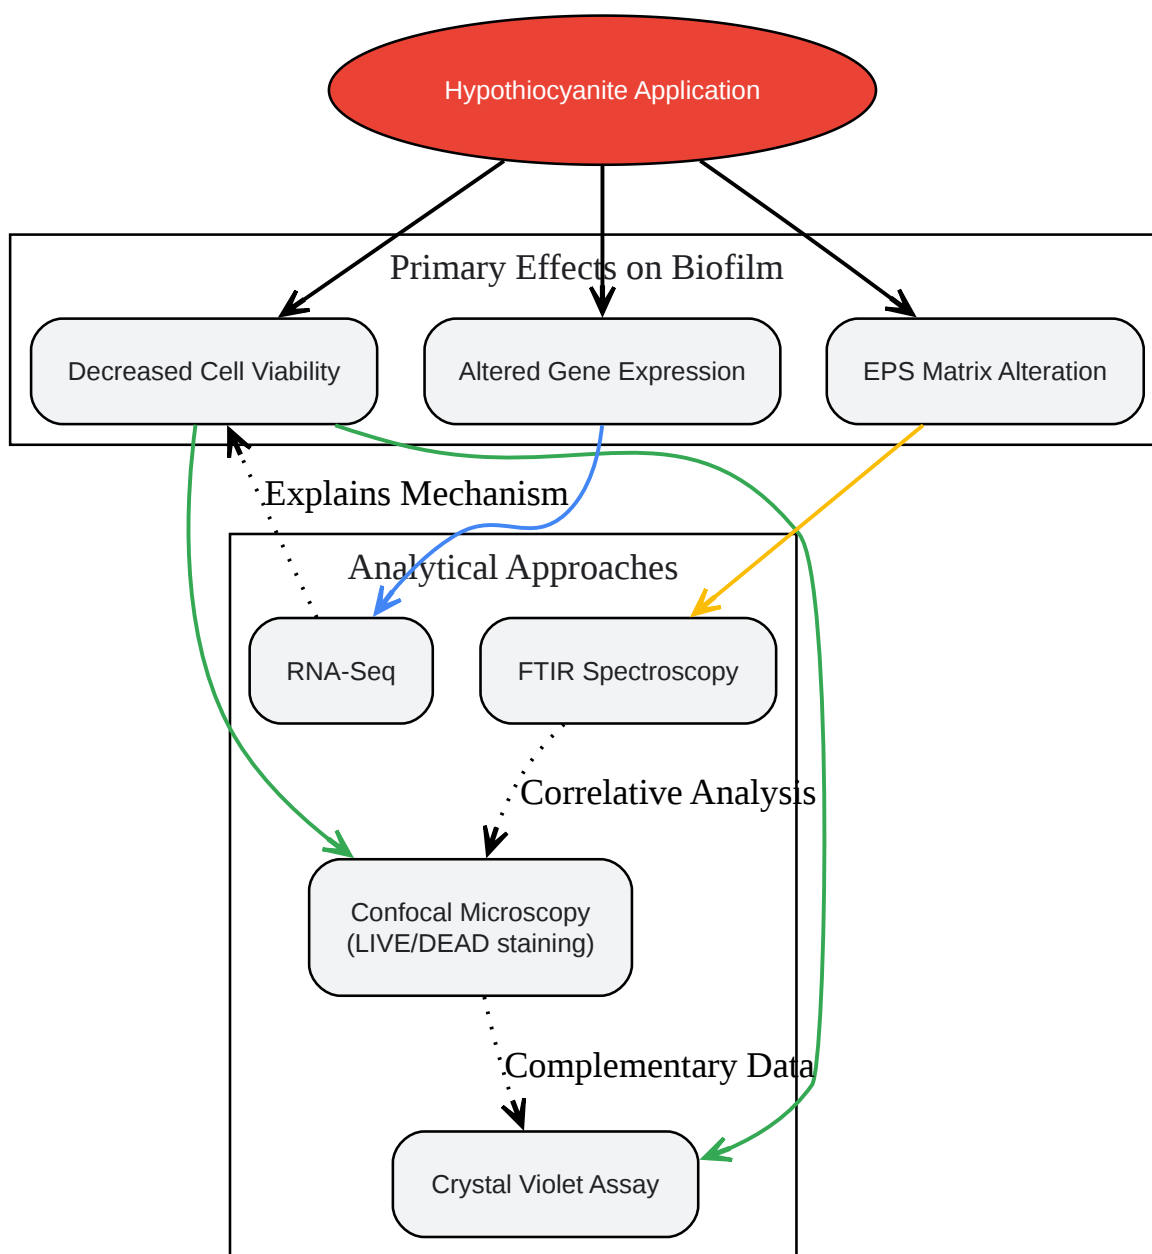 Hypothiocyanite Application
Primary Effects on Biofilm
Decreased Cell Viability
Altered Gene Expression
EPS Matrix Alteration
Explains Mechanism
Analytical Approaches
RNA-Seq
FTIR Spectroscopy
Correlative Analysis
Confocal Microscopy
(LIVE/DEAD staining)
Complementary Data
Crystal Violet Assay